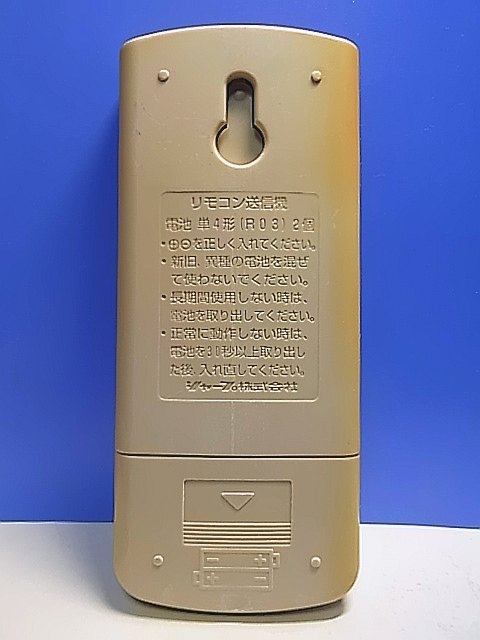 リモコン送信機
電池 単4形(R03)2個
・⊕⊖を正しく入れてください。
・新旧、異種の電池を混ぜ
て使わないでください。
・長期間使用しない時は、
電池を取り出してください。
・正常に動作しない時は、
電池を30秒以上取り出し
た後、入れ直してください。
シャープ株式会社
- +
+ -